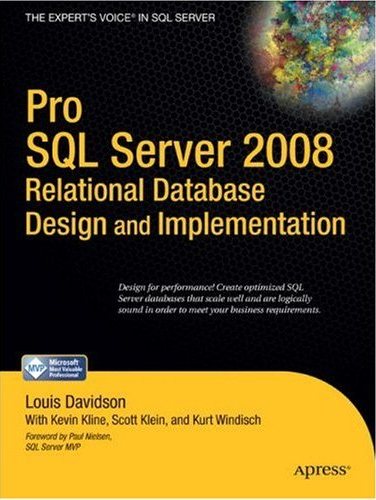 THE EXPERT'S VOICE® IN SQL SERVER
Pro
SQL Server 2008
Relational Database
Design and Implementation
Design for performance! Create optimized SQL
Server databases that scale well and are logically
sound in order to meet your business requirements.
MVP
Microsoft
Most Valuable
Professional
Louis Davidson
With Kevin Kline, Scott Klein, and Kurt Windisch
Foreword by Paul Nielsen,
SQL Server MVP
Apress®